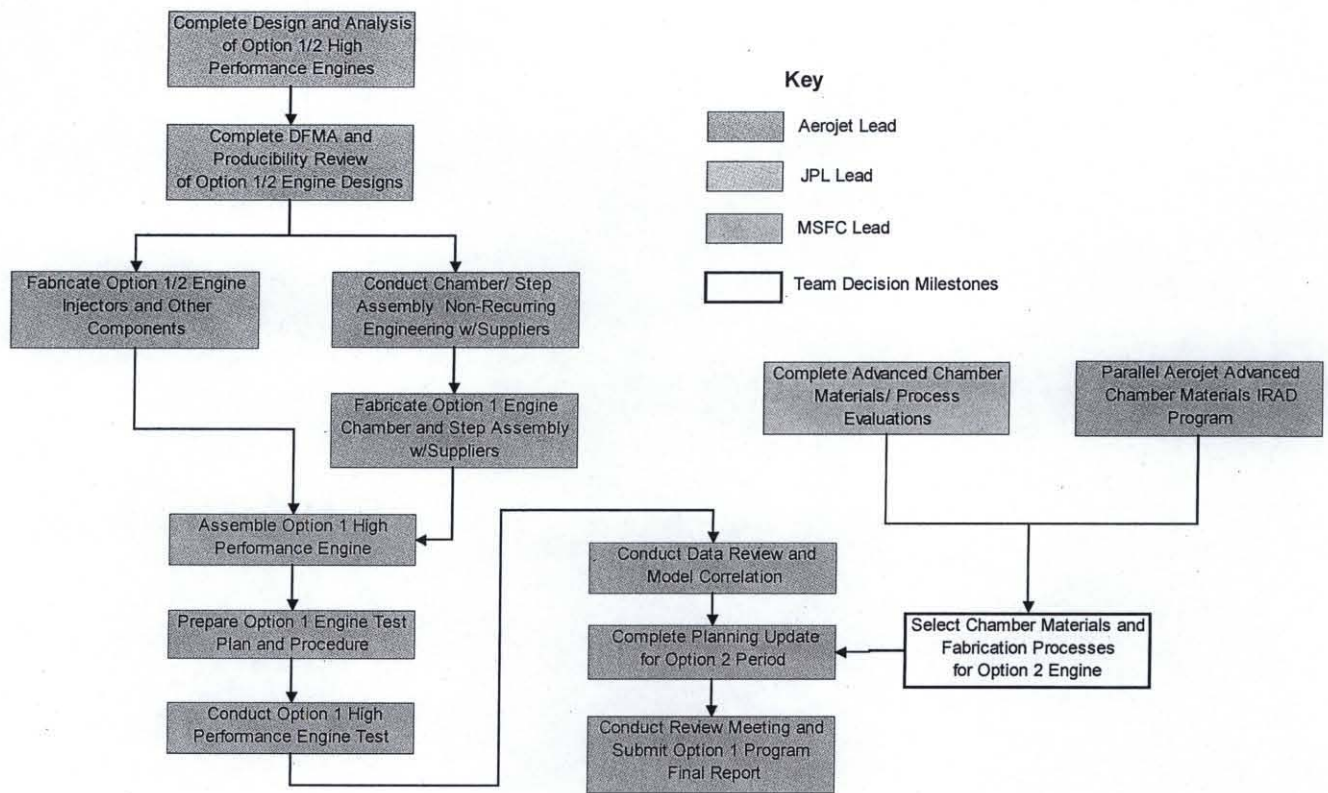 Complete Design and Analysis
of Option 1/2 High
Performance Engines
Complete DFMA and
Producibility Review
of Option 1/2 Engine Designs
Fabricate Option 1/2 Engine
Injectors and Other
Components
Conduct Chamber/ Step
Assembly Non-Recurring
Engineering w/Suppliers
Fabricate Option 1 Engine
Chamber and Step Assembly
w/Suppliers
Assemble Option 1 High
Performance Engine
Prepare Option 1 Engine Test
Plan and Procedure
Conduct Option 1 High
Performance Engine Test
Key
Aerojet Lead
JPL Lead
MSFC Lead
Team Decision Milestones
Complete Advanced Chamber
Materials/ Process
Evaluations
Parallel Aerojet Advanced
Chamber Materials IRAD
Program
Conduct Data Review and
Model Correlation
Complete Planning Update
for Option 2 Period
Select Chamber Materials and
Fabrication Processes
for Option 2 Engine
Conduct Review Meeting and
Submit Option 1 Program
Final Report